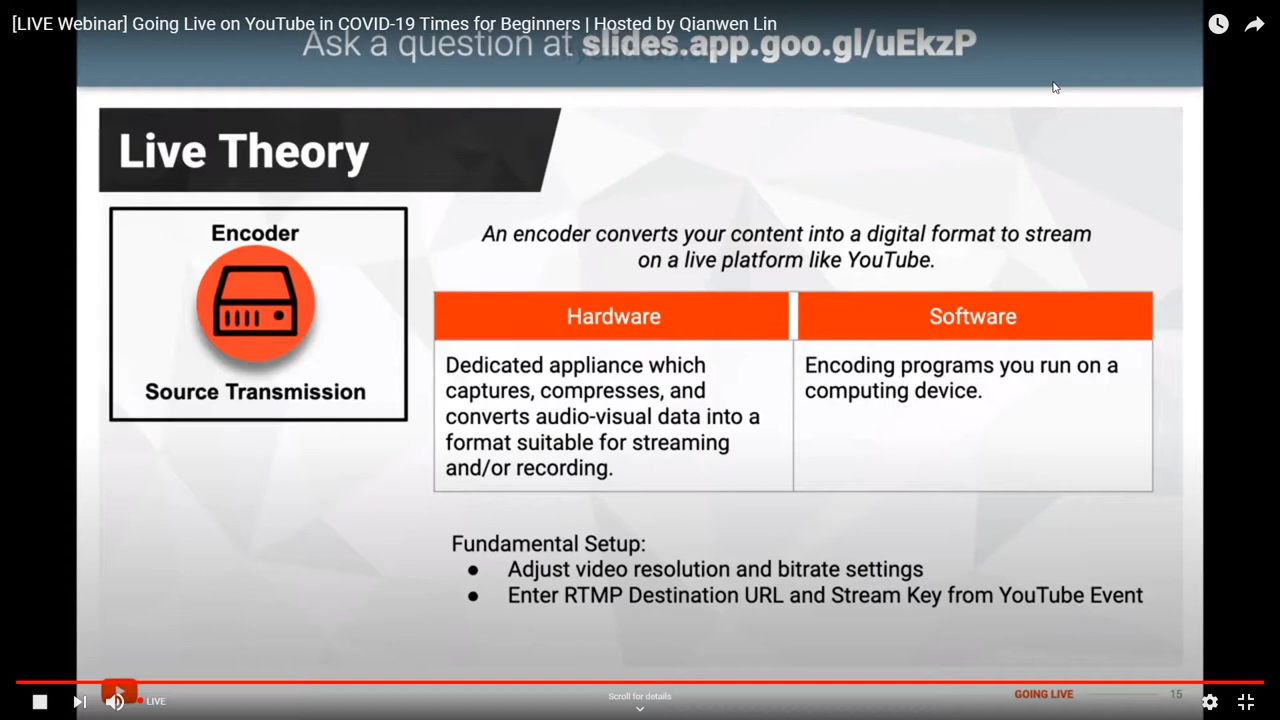 [LIVE Webinar] Going Live on YouTube in COVID-19 Times for Beginners | Hosted by Qianwen Lin
Ask a question at slides.app.goo.gl/uEkzP
Live Theory
Encoder
Source Transmission
An encoder converts your content into a digital format to stream
on a live platform like YouTube.
Hardware
Dedicated appliance which
captures, compresses, and
converts audio-visual data into a
format suitable for streaming
and/or recording.
Software
Encoding programs you run on a
computing device.
Fundamental Setup:
● Adjust video resolution and bitrate settings
● Enter RTMP Destination URL and Stream Key from YouTube Event
LIVE
Scroll for details
GOING LIVE
15